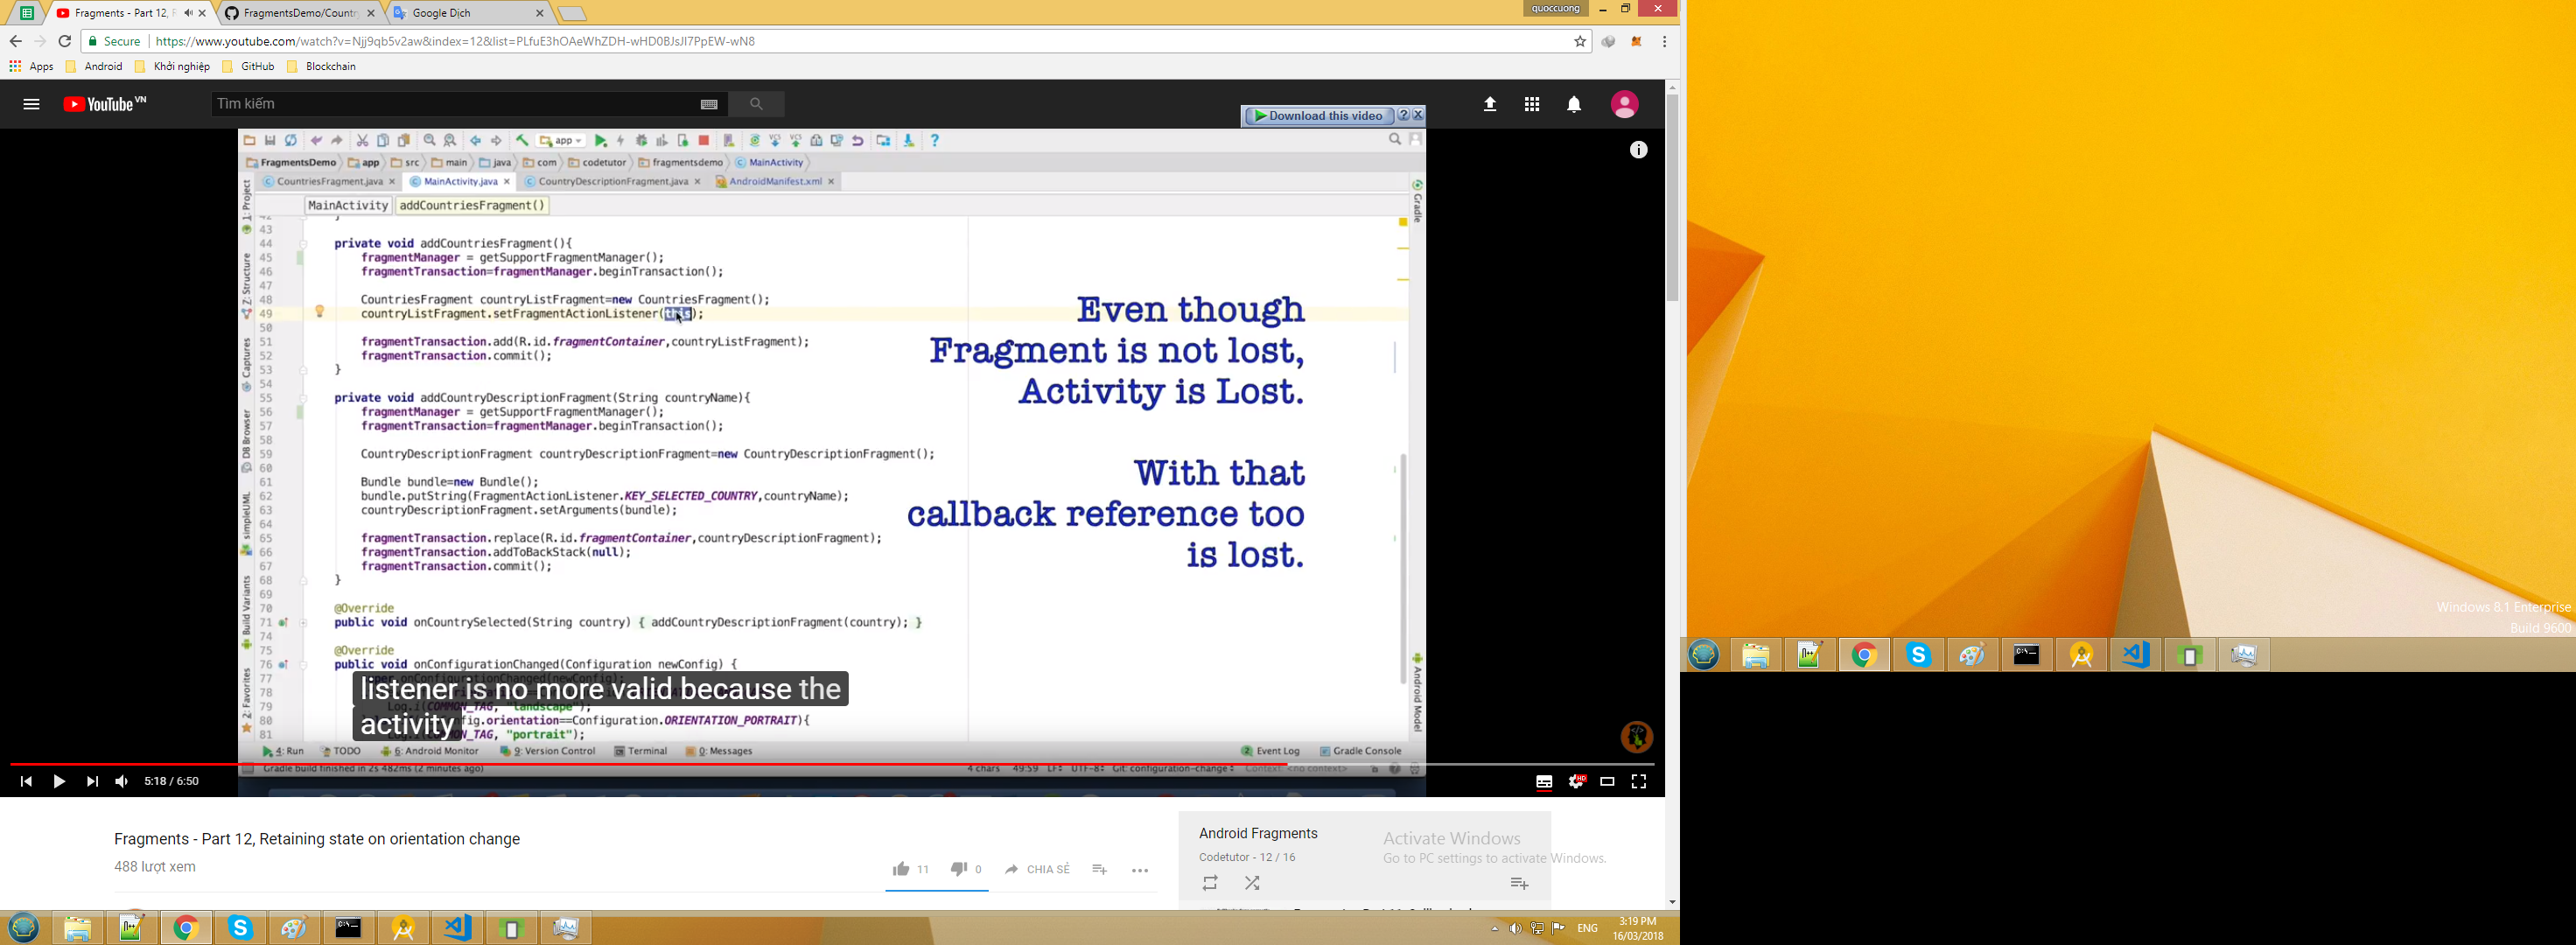 Fragments - Part 12, F
FragmentsDemo/Countr
Google Dịch
quoccuong
Secure
https://www.youtube.com/watch?v=Njj9qb5v2aw&index=12&list=PLfuE3hOAeWhZDH-wHD0BJsJI7PpEW-wN8
Apps
Android
Khởi nghiệp
GitHub
Blockchain
YouTube VN
Tìm kiếm
Download this video
app
FragmentsDemo
app
src
main
java
com
codetutor
fragmentsdemo
MainActivity
CountriesFragment.java
MainActivity.java
CountryDescriptionFragment.java
AndroidManifest.xml
MainActivity
addCountriesFragment()
42 }
43
44 private void addCountriesFragment(){
45 fragmentManager = getSupportFragmentManager();
46 fragmentTransaction=fragmentManager.beginTransaction();
47
48 CountriesFragment countryListFragment=new CountriesFragment();
49 countryListFragment.setFragmentActionListener(this);
50
51 fragmentTransaction.add(R.id.fragmentContainer,countryListFragment);
52 fragmentTransaction.commit();
53 }
54
55 private void addCountryDescriptionFragment(String countryName){
56 fragmentManager = getSupportFragmentManager();
57 fragmentTransaction=fragmentManager.beginTransaction();
58
59 CountryDescriptionFragment countryDescriptionFragment=new CountryDescriptionFragment();
60
61 Bundle bundle=new Bundle();
62 bundle.putString(FragmentActionListener.KEY_SELECTED_COUNTRY,countryName);
63 countryDescriptionFragment.setArguments(bundle);
64
65 fragmentTransaction.replace(R.id.fragmentContainer,countryDescriptionFragment);
66 fragmentTransaction.addToBackStack(null);
67 fragmentTransaction.commit();
68 }
69
70 @Override
71 public void onCountrySelected(String country) { addCountryDescriptionFragment(country); }
74
75 @Override
76 public void onConfigurationChanged(Configuration newConfig) {
77
78
79 "landscape");
80 fig.orientation==Configuration.ORIENTATION_PORTRAIT){
81 TAG, "portrait");
Even though
Fragment is not lost,
Activity is Lost.
With that
callback reference too
is lost.
listener is no more valid because the
activity
1: Project
Z: Structure
Captures
DB Browser
simpleUML
Build Variants
2: Favorites
Gradle
Android Model
4: Run
TODO
6: Android Monitor
9: Version Control
Terminal
0: Messages
Event Log
Gradle Console
Gradle build finished in 2s 482ms (2 minutes ago)
4 chars
49:59
LF
UTF-8
Git: configuration-change
Context: <no context>
5:18 / 6:50
HD
Fragments - Part 12, Retaining state on orientation change
488 lượt xem
11
0
CHIA SẺ
Android Fragments
Codetutor - 12 / 16
Activate Windows
Go to PC settings to activate Windows.
ENG
3:19 PM
16/03/2018
Windows 8.1 Enterprise
Build 9600